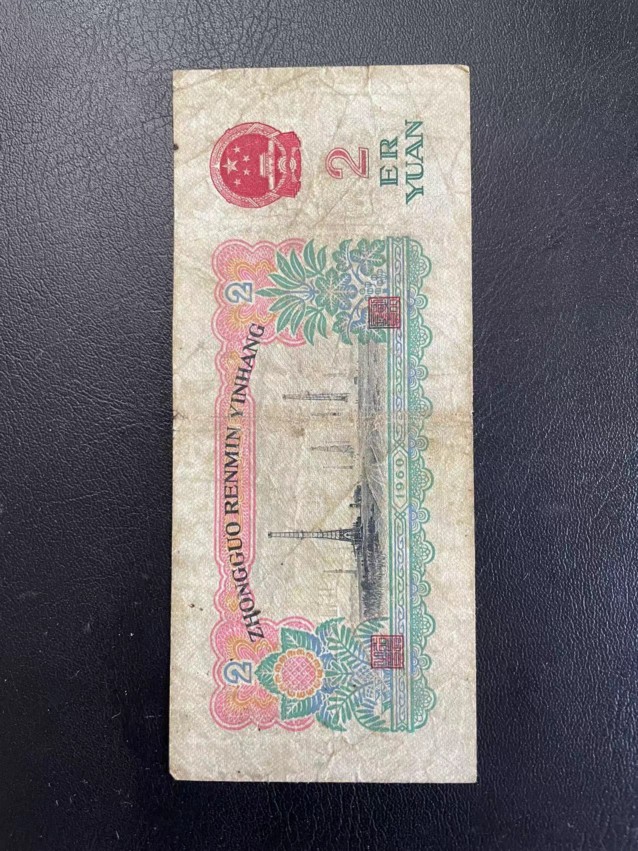 ZHONGGUO RENMIN YINHANG
2
2
2
ER
YUAN
1960